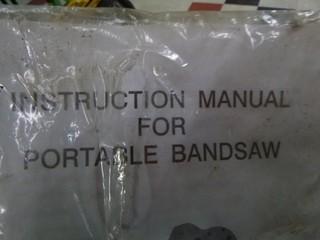 INSTRUCTION MANUAL
FOR
PORTABLE BANDSAW